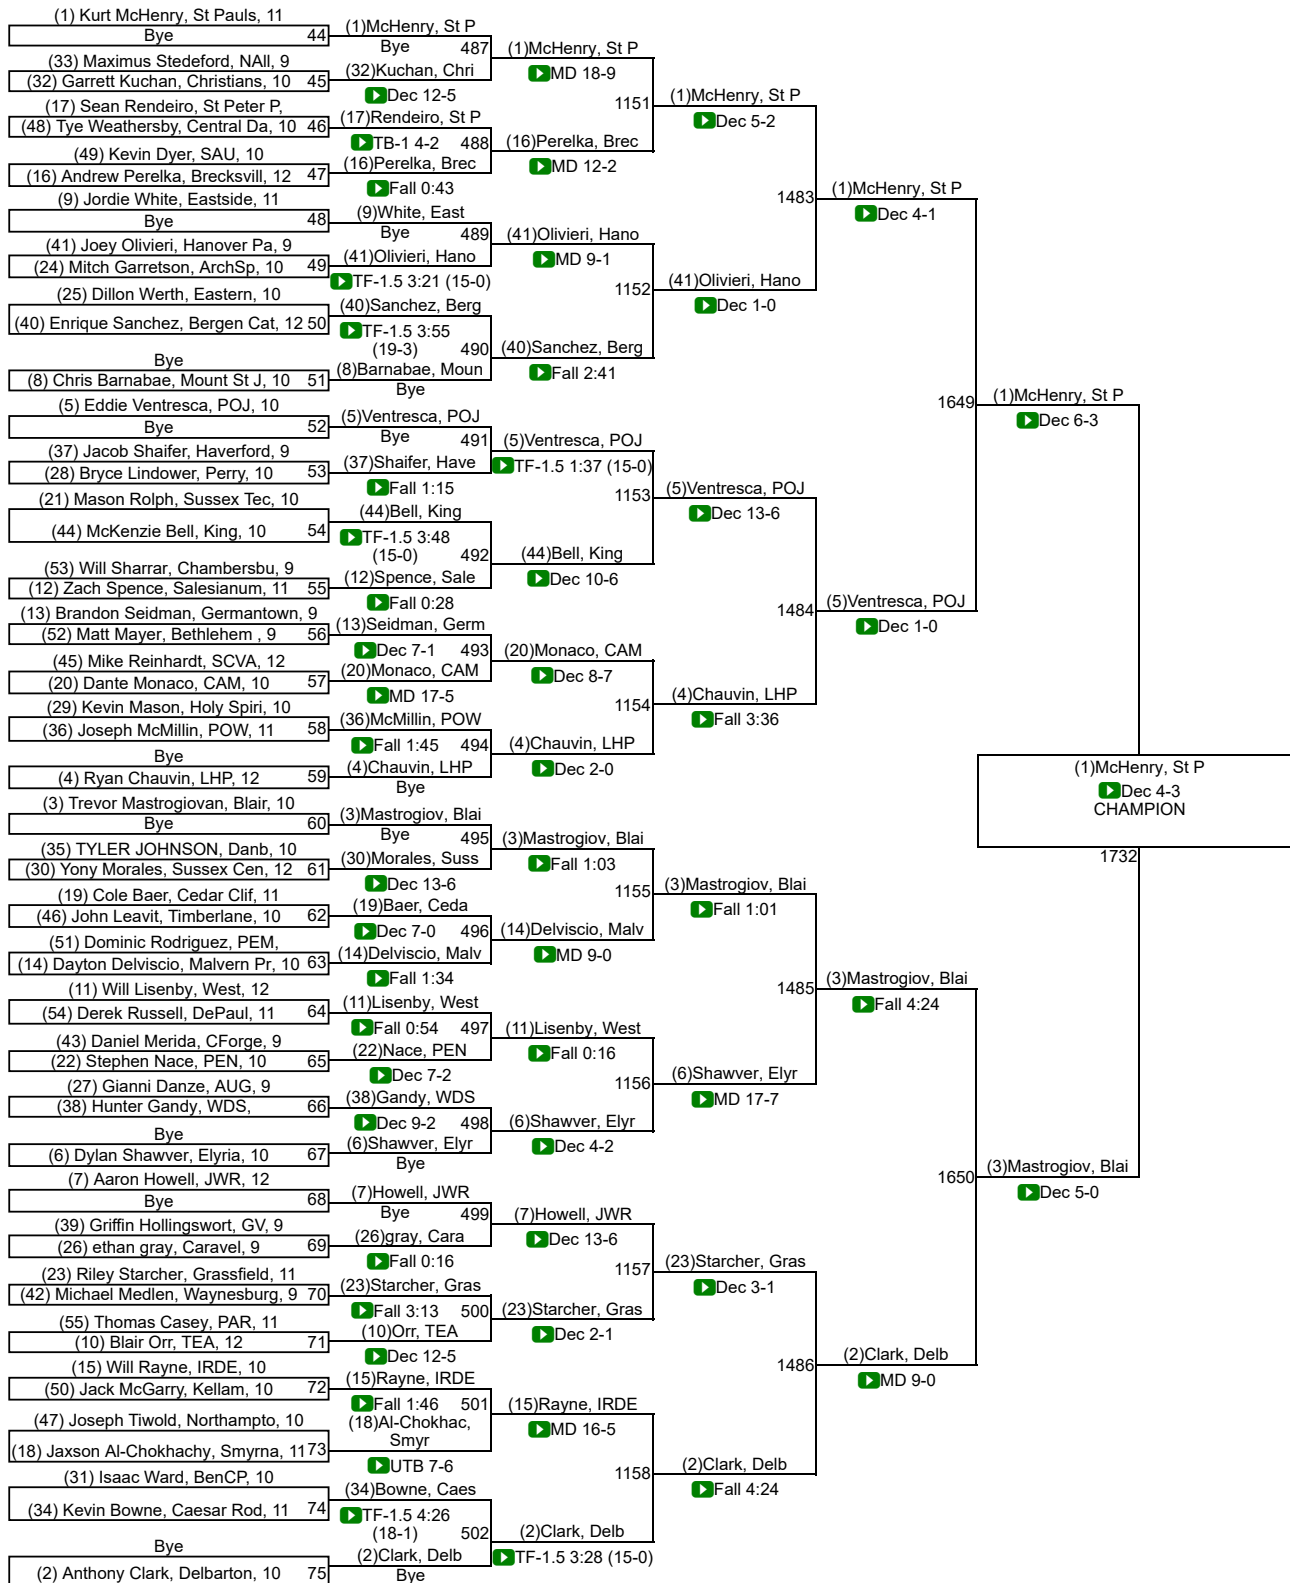 (1) Kurt McHenry, St Pauls, 11
Bye 44
(33) Maximus Stedeford, NAll, 9
(32) Garrett Kuchan, Christians, 10 45
(17) Sean Rendeiro, St Peter P,
(48) Tye Weathersby, Central Da, 10 46
(49) Kevin Dyer, SAU, 10
(16) Andrew Perelka, Brecksvill, 12 47
(9) Jordie White, Eastside, 11
Bye 48
(41) Joey Olivieri, Hanover Pa, 9
(24) Mitch Garretson, ArchSp, 10 49
(25) Dillon Werth, Eastern, 10
(40) Enrique Sanchez, Bergen Cat, 12 50
Bye
(8) Chris Barnabae, Mount St J, 10 51
(5) Eddie Ventresca, POJ, 10
Bye 52
(37) Jacob Shaifer, Haverford, 9
(28) Bryce Lindower, Perry, 10 53
(21) Mason Rolph, Sussex Tec, 10
(44) McKenzie Bell, King, 10 54
(53) Will Sharrar, Chambersbu, 9
(12) Zach Spence, Salesianum, 11 55
(13) Brandon Seidman, Germantown, 9
(52) Matt Mayer, Bethlehem , 9 56
(45) Mike Reinhardt, SCVA, 12
(20) Dante Monaco, CAM, 10 57
(29) Kevin Mason, Holy Spiri, 10
(36) Joseph McMillin, POW, 11 58
Bye
(4) Ryan Chauvin, LHP, 12 59
(3) Trevor Mastrogiovan, Blair, 10
Bye 60
(35) TYLER JOHNSON, Danb, 10
(30) Yony Morales, Sussex Cen, 12 61
(19) Cole Baer, Cedar Clif, 11
(46) John Leavit, Timberlane, 10 62
(51) Dominic Rodriguez, PEM,
(14) Dayton Delviscio, Malvern Pr, 10 63
(11) Will Lisenby, West, 12
(54) Derek Russell, DePaul, 11 64
(43) Daniel Merida, CForge, 9
(22) Stephen Nace, PEN, 10 65
(27) Gianni Danze, AUG, 9
(38) Hunter Gandy, WDS, 66
Bye
(6) Dylan Shawver, Elyria, 10 67
(7) Aaron Howell, JWR, 12
Bye 68
(39) Griffin Hollingswort, GV, 9
(26) ethan gray, Caravel, 9 69
(23) Riley Starcher, Grassfield, 11
(42) Michael Medlen, Waynesburg, 9 70
(55) Thomas Casey, PAR, 11
(10) Blair Orr, TEA, 12 71
(15) Will Rayne, IRDE, 10
(50) Jack McGarry, Kellam, 10 72
(47) Joseph Tiwold, Northampto, 10
(18) Jaxson Al-Chokhachy, Smyrna, 11 73
(31) Isaac Ward, BenCP, 10
(34) Kevin Bowne, Caesar Rod, 11 74
Bye
(2) Anthony Clark, Delbarton, 10 75
(1)McHenry, St P
Bye 487
(32)Kuchan, Chri
Dec 12-5
(17)Rendeiro, St P
TB-1 4-2 488
(16)Perelka, Brec
Fall 0:43
(9)White, East
Bye 489
(41)Olivieri, Hano
TF-1.5 3:21 (15-0)
(40)Sanchez, Berg
TF-1.5 3:55
(19-3) 490
(8)Barnabae, Moun
Bye
(5)Ventresca, POJ
Bye 491
(37)Shaifer, Have
Fall 1:15
(44)Bell, King
TF-1.5 3:48
(15-0) 492
(12)Spence, Sale
Fall 0:28
(13)Seidman, Germ
Dec 7-1 493
(20)Monaco, CAM
MD 17-5
(36)McMillin, POW
Fall 1:45 494
(4)Chauvin, LHP
Bye
(3)Mastrogiov, Blai
Bye 495
(30)Morales, Suss
Dec 13-6
(19)Baer, Ceda
Dec 7-0 496
(14)Delviscio, Malv
Fall 1:34
(11)Lisenby, West
Fall 0:54 497
(22)Nace, PEN
Dec 7-2
(38)Gandy, WDS
Dec 9-2 498
(6)Shawver, Elyr
Bye
(7)Howell, JWR
Bye 499
(26)gray, Cara
Fall 0:16
(23)Starcher, Gras
Fall 3:13 500
(10)Orr, TEA
Dec 12-5
(15)Rayne, IRDE
Fall 1:46 501
(18)Al-Chokhac,
Smyr
UTB 7-6
(34)Bowne, Caes
TF-1.5 4:26
(18-1) 502
(2)Clark, Delb
Bye
(1)McHenry, St P
MD 18-9
1151
(16)Perelka, Brec
MD 12-2
(41)Olivieri, Hano
MD 9-1
1152
(40)Sanchez, Berg
Fall 2:41
(5)Ventresca, POJ
TF-1.5 1:37 (15-0)
1153
(44)Bell, King
Dec 10-6
(20)Monaco, CAM
Dec 8-7
1154
(4)Chauvin, LHP
Dec 2-0
(3)Mastrogiov, Blai
Fall 1:03
1155
(14)Delviscio, Malv
MD 9-0
(11)Lisenby, West
Fall 0:16
1156
(6)Shawver, Elyr
Dec 4-2
(7)Howell, JWR
Dec 13-6
1157
(23)Starcher, Gras
Dec 2-1
(15)Rayne, IRDE
MD 16-5
1158
(2)Clark, Delb
TF-1.5 3:28 (15-0)
(1)McHenry, St P
Dec 5-2
1483
(41)Olivieri, Hano
Dec 1-0
(5)Ventresca, POJ
Dec 13-6
1484
(4)Chauvin, LHP
Fall 3:36
(3)Mastrogiov, Blai
Fall 1:01
1485
(6)Shawver, Elyr
MD 17-7
(23)Starcher, Gras
Dec 3-1
1486
(2)Clark, Delb
Fall 4:24
(1)McHenry, St P
Dec 4-1
1649
(5)Ventresca, POJ
Dec 1-0
(3)Mastrogiov, Blai
Fall 4:24
1650
(2)Clark, Delb
MD 9-0
(1)McHenry, St P
Dec 6-3
(3)Mastrogiov, Blai
Dec 5-0
(1)McHenry, St P
Dec 4-3
CHAMPION
1732